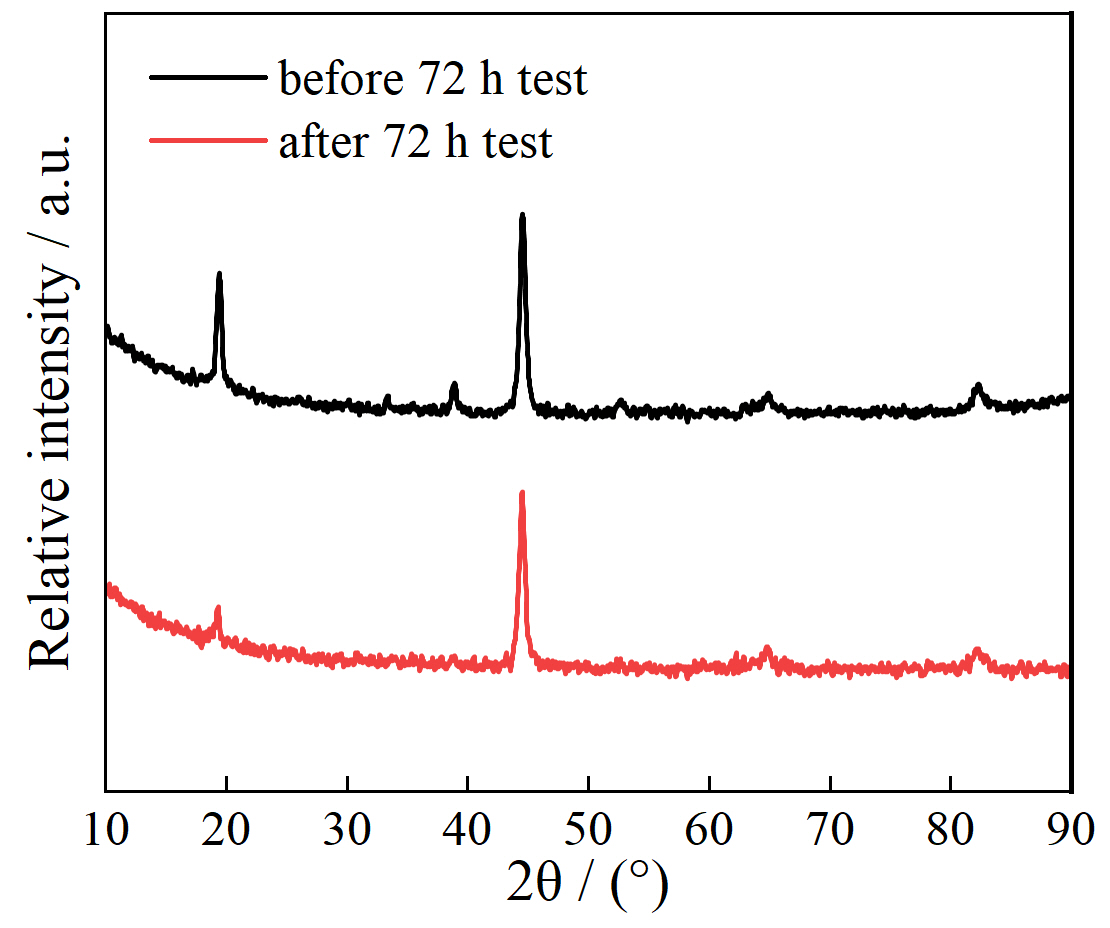 before 72 h test
after 72 h test
Relative intensity / a.u.
10 20 30 40 50 60 70 80 90
2θ / (°)